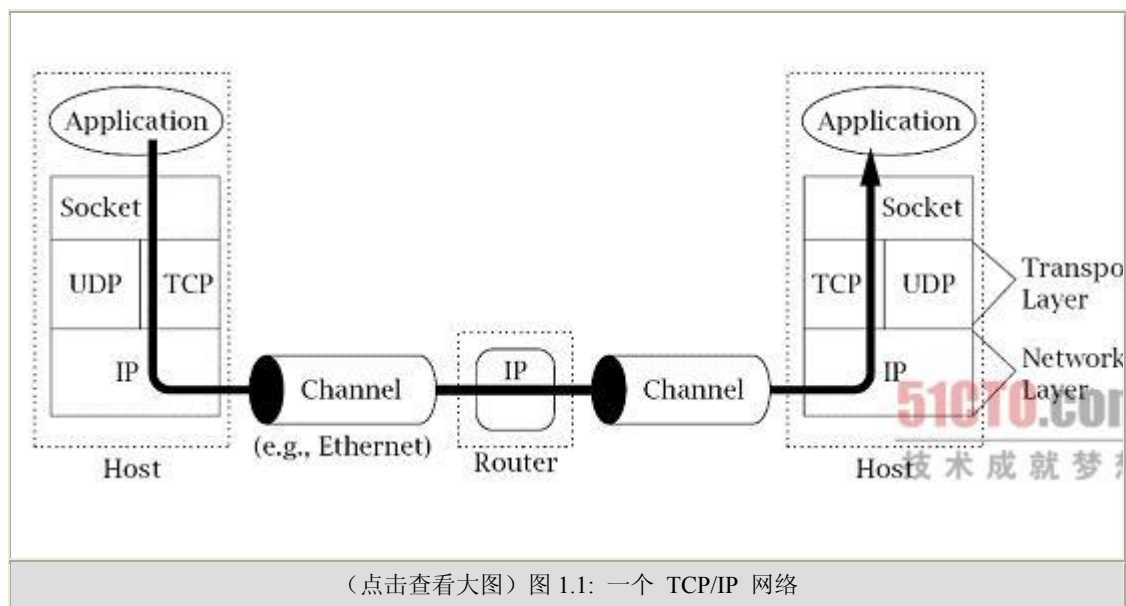 Application
Socket
UDP TCP
IP
Host
Channel
(e.g., Ethernet)
IP
Router
Channel
Application
Socket
TCP UDP
IP
Host
Transpo
Layer
Network
Layer
51CTO.com
技术成就梦想
（点击查看大图）图 1.1: 一个 TCP/IP 网络